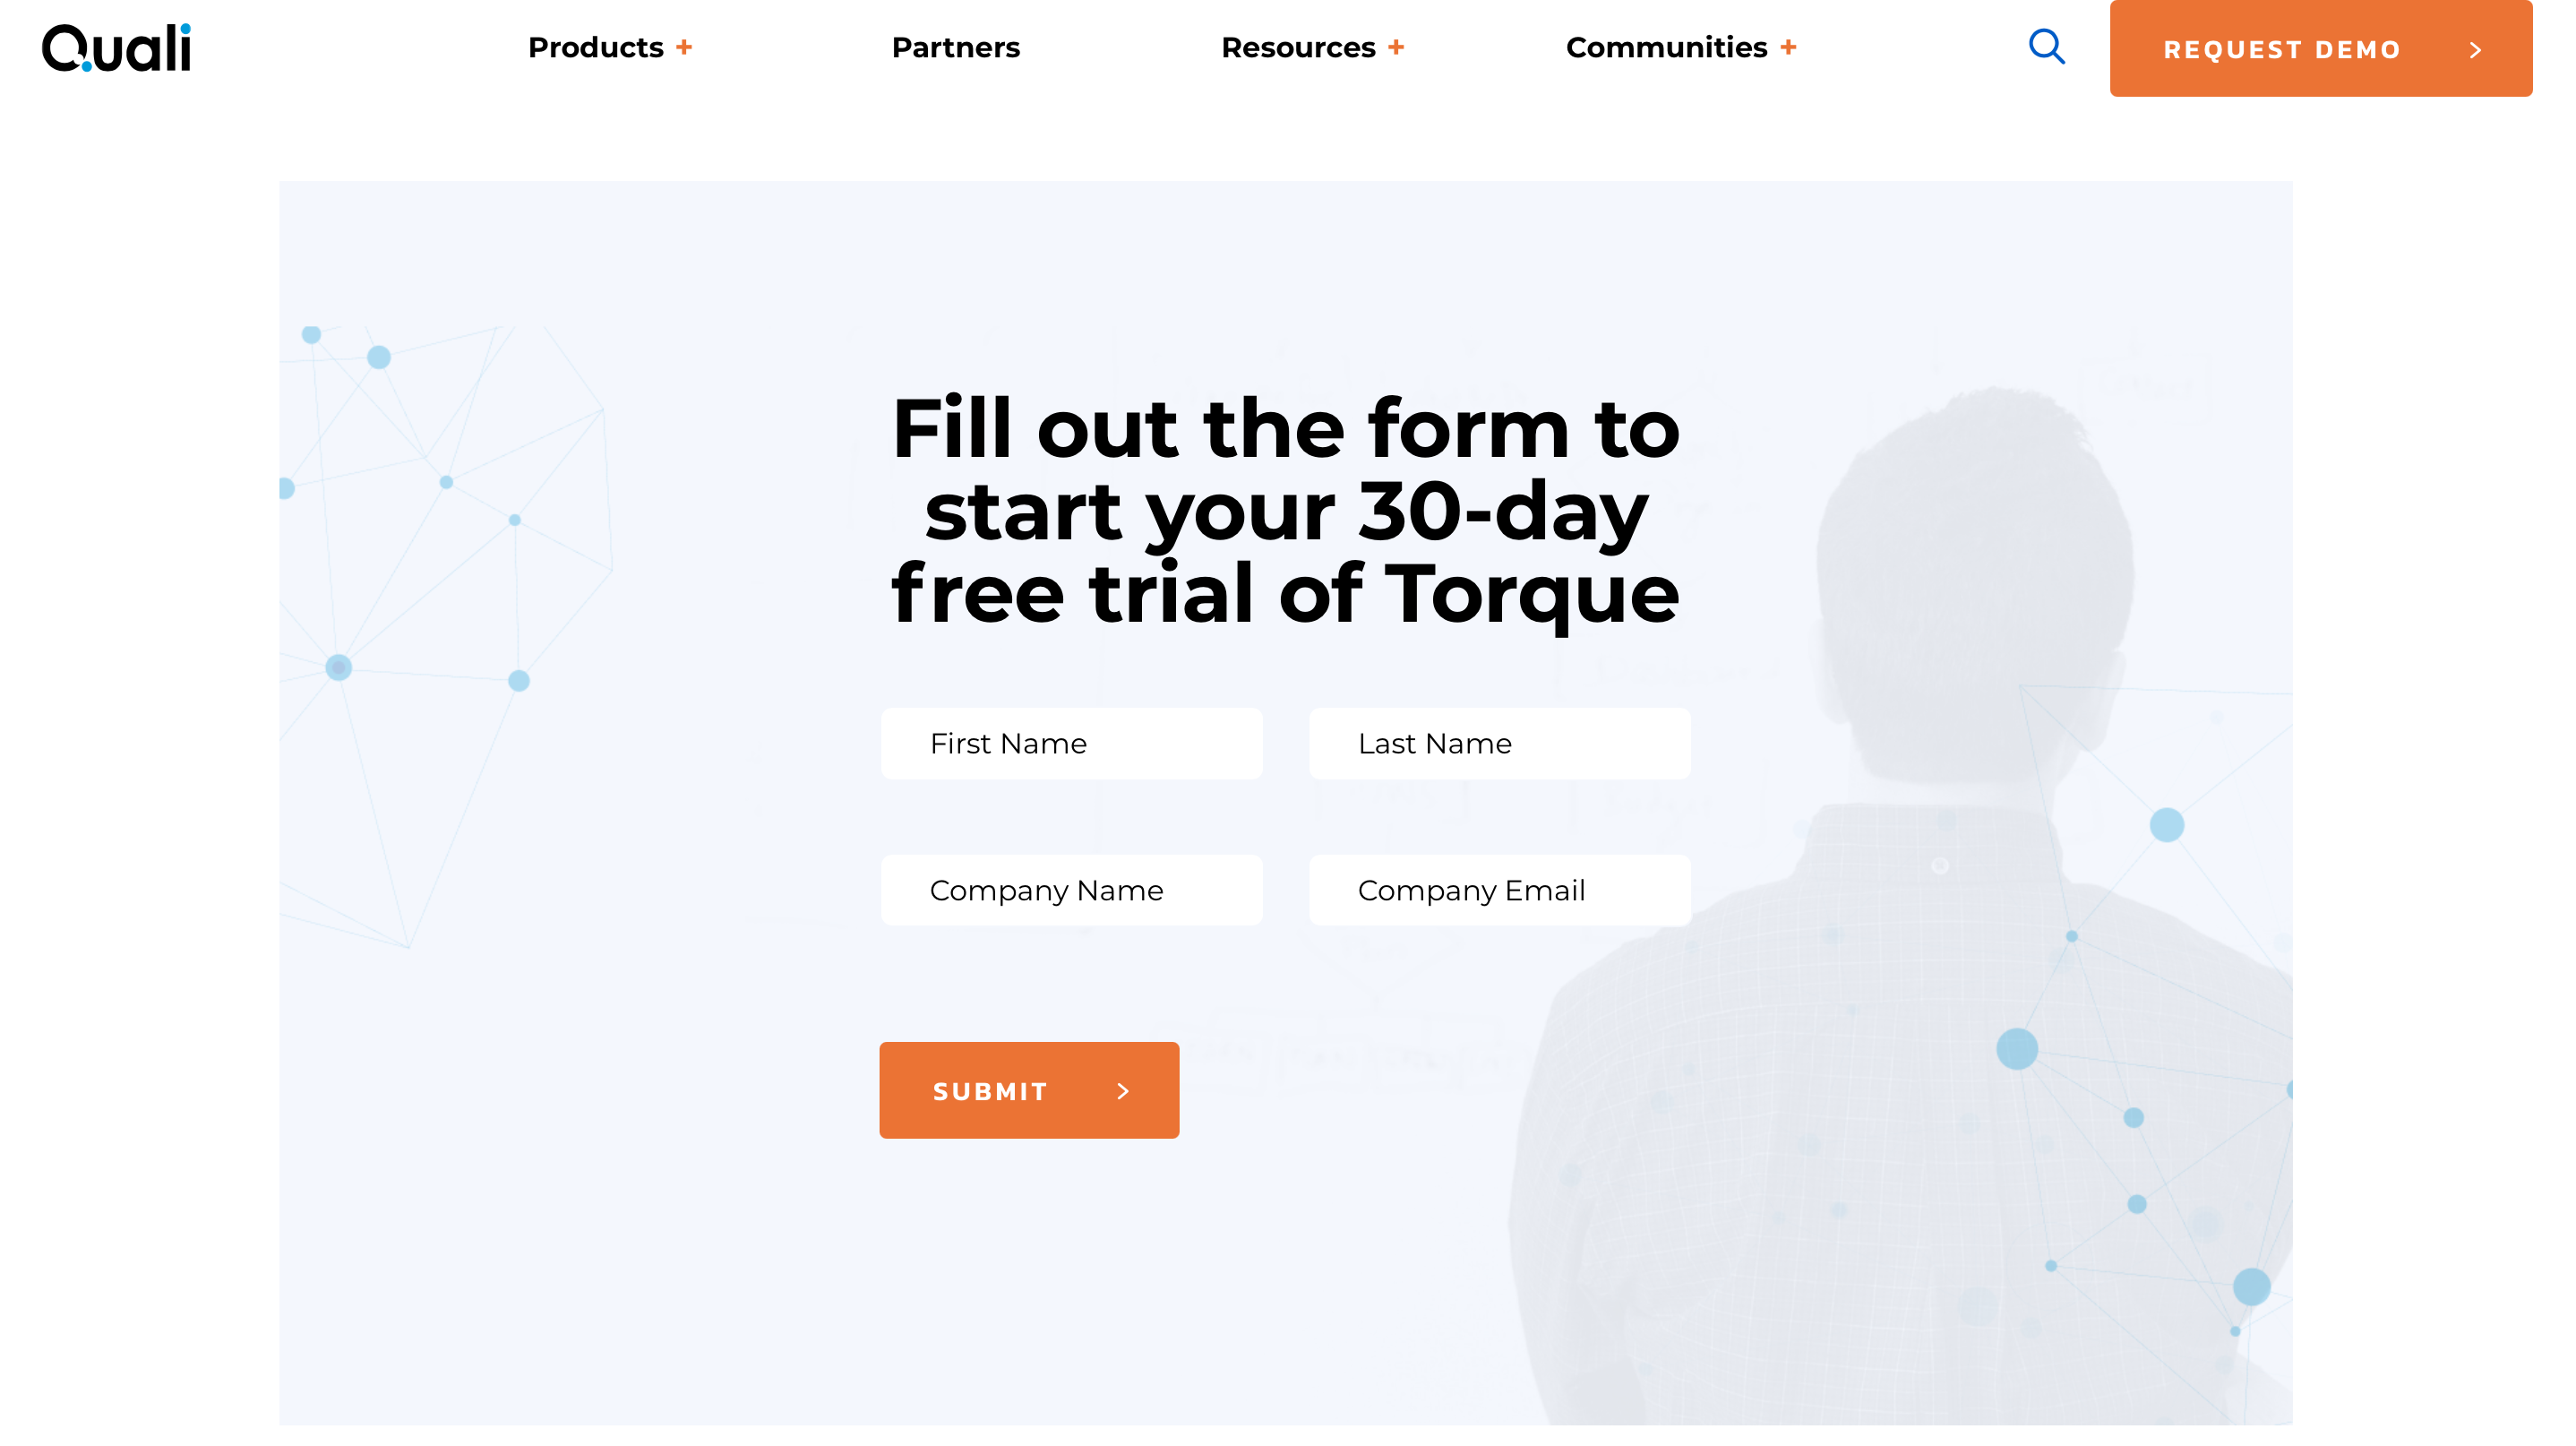 Quali
Products +
Partners
Resources +
Communities +
REQUEST DEMO
Fill out the form to
start your 30-day
free trial of Torque
First Name
Last Name
Company Name
Company Email
SUBMIT